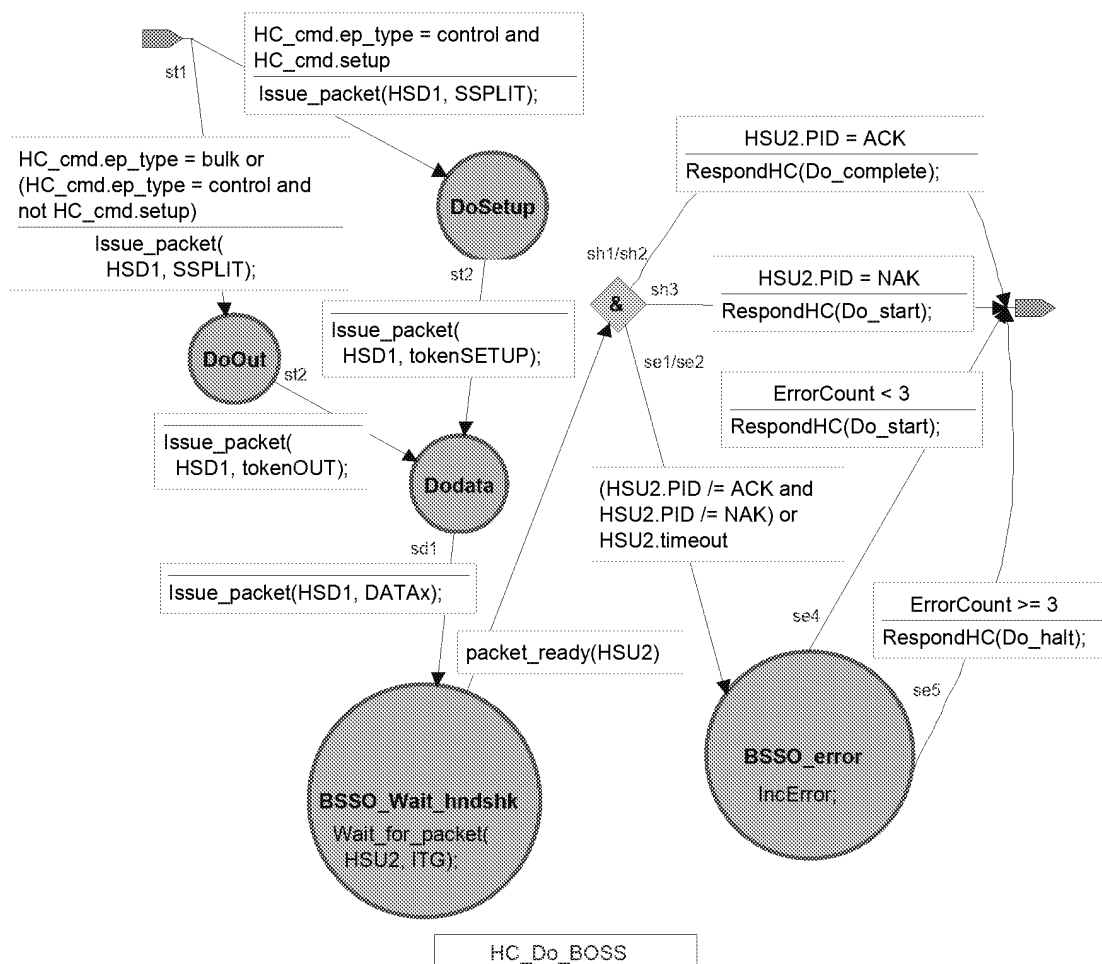 HC_cmd.ep_type = control and
HC_cmd.setup
Issue_packet(HSD1, SSPLIT);
st1
HC_cmd.ep_type = bulk or
(HC_cmd.ep_type = control and
not HC_cmd.setup)
Issue_packet(
HSD1, SSPLIT);
DoSetup
st2
HSU2.PID = ACK
RespondHC(Do_complete);
sh1/sh2
&
sh3
HSU2.PID = NAK
RespondHC(Do_start);
se1/se2
Issue_packet(
HSD1, tokenSETUP);
DoOut
st2
Issue_packet(
HSD1, tokenOUT);
ErrorCount < 3
RespondHC(Do_start);
Dodata
sd1
(HSU2.PID /= ACK and
HSU2.PID /= NAK) or
HSU2.timeout
Issue_packet(HSD1, DATAx);
se4
ErrorCount >= 3
RespondHC(Do_halt);
packet_ready(HSU2)
se5
BSSO_error
IncError;
BSSO_Wait_hndshk
Wait_for_packet(
HSU2, ITG);
HC_Do_BOSS